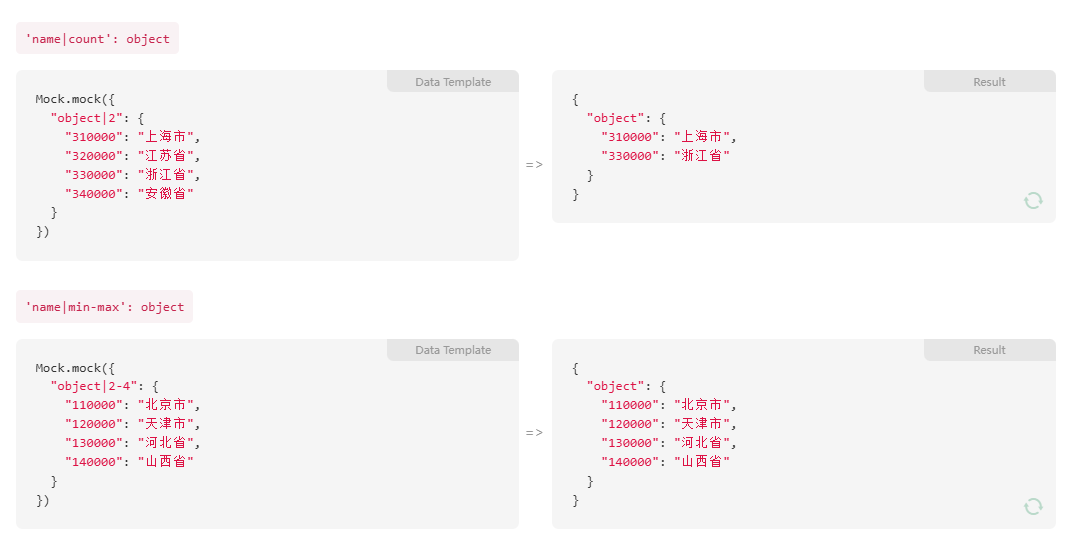 'name|count': object
Data Template
Mock.mock({
  "object|2": {
    "310000": "上海市",
    "320000": "江苏省",
    "330000": "浙江省",
    "340000": "安徽省"
  }
})
=>
Result
{
  "object": {
    "310000": "上海市",
    "330000": "浙江省"
  }
}
'name|min-max': object
Data Template
Mock.mock({
  "object|2-4": {
    "110000": "北京市",
    "120000": "天津市",
    "130000": "河北省",
    "140000": "山西省"
  }
})
=>
Result
{
  "object": {
    "110000": "北京市",
    "120000": "天津市",
    "130000": "河北省",
    "140000": "山西省"
  }
}